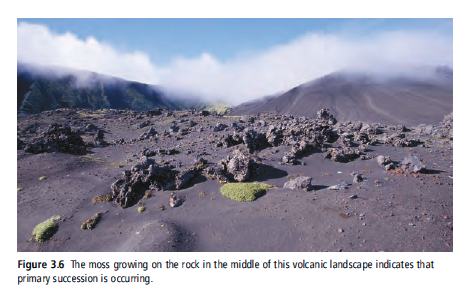 Figure 3.6 The moss growing on the rock in the middle of this volcanic landscape indicates that
primary succession is occurring.